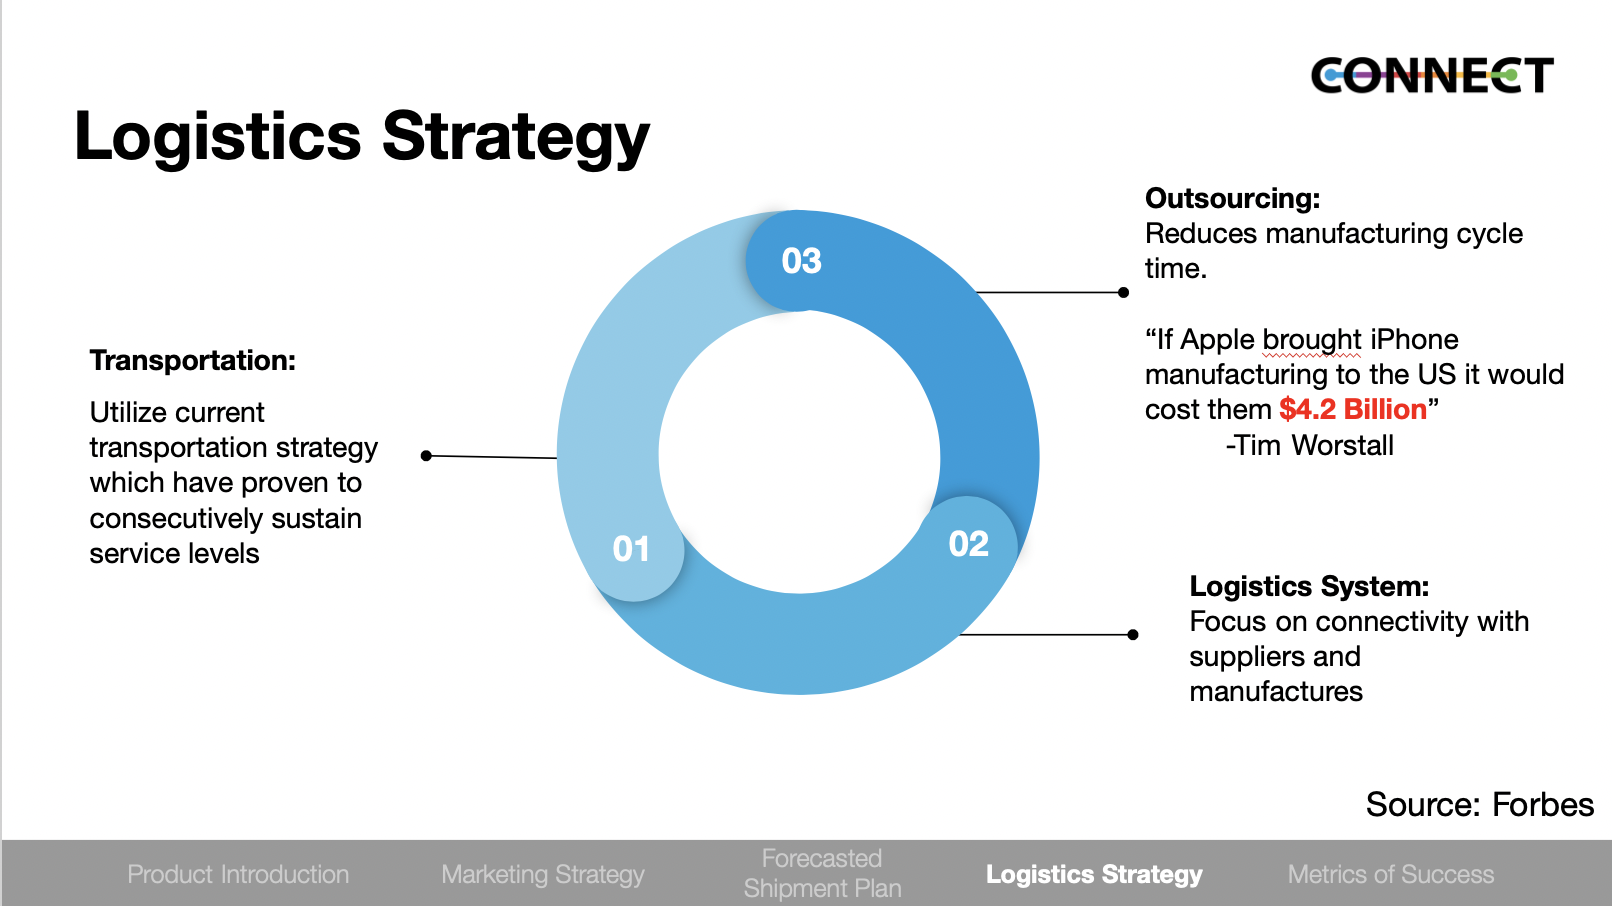 CONNECT
Logistics Strategy
Transportation:
Utilize current
transportation strategy
which have proven to
consecutively sustain
service levels
03
01
02
Outsourcing:
Reduces manufacturing cycle
time.
“If Apple brought iPhone
manufacturing to the US it would
cost them $4.2 Billion”
-Tim Worstall
Logistics System:
Focus on connectivity with
suppliers and
manufactures
Source: Forbes
Product Introduction
Marketing Strategy
Forecasted
Shipment Plan
Logistics Strategy
Metrics of Success